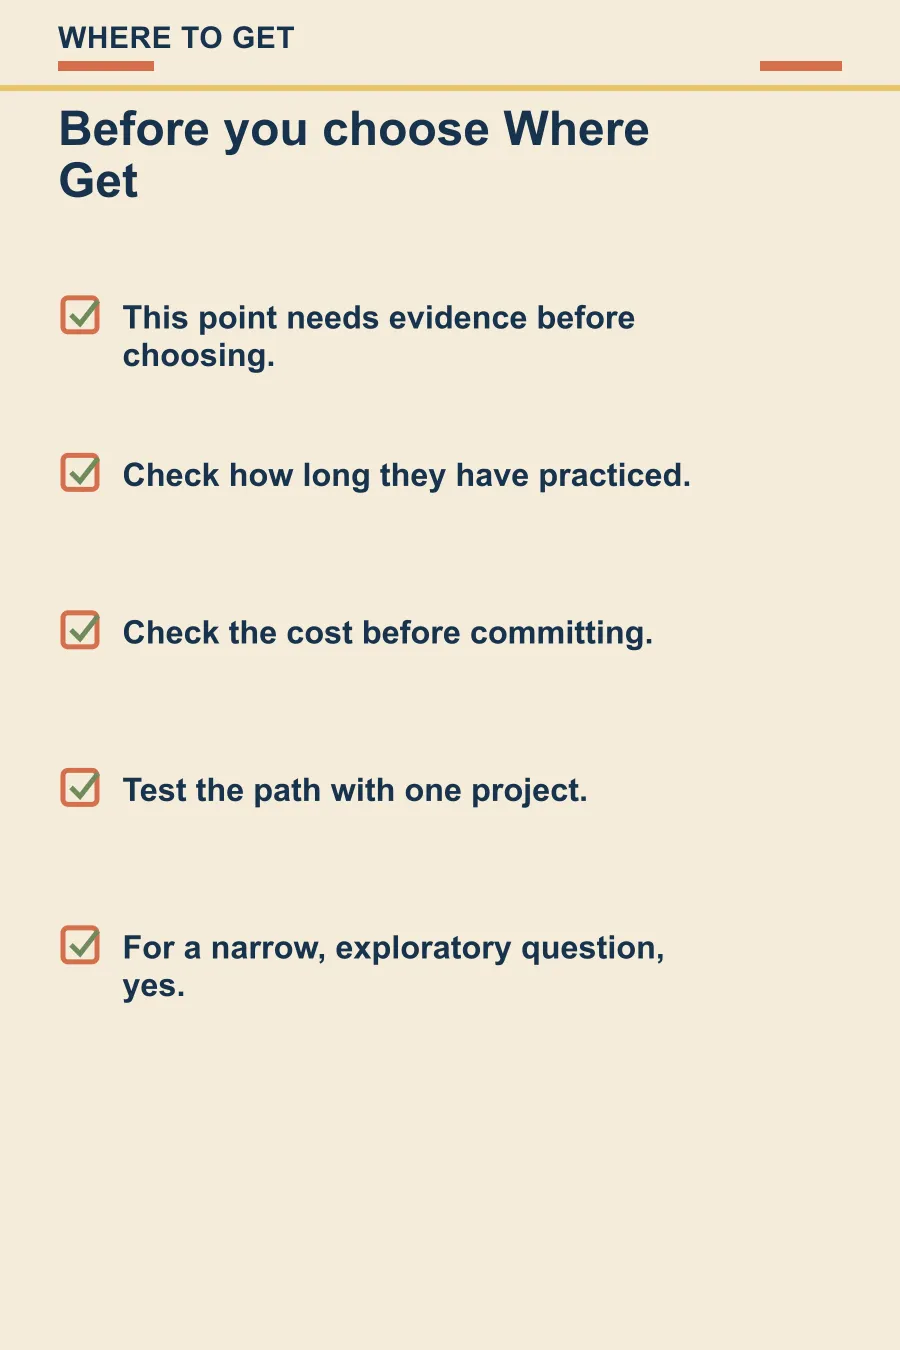 WHERE TO GET
Before you choose Where
Get
This point needs evidence before
choosing.
Check how long they have practiced.
Check the cost before committing.
Test the path with one project.
For a narrow, exploratory question,
yes.